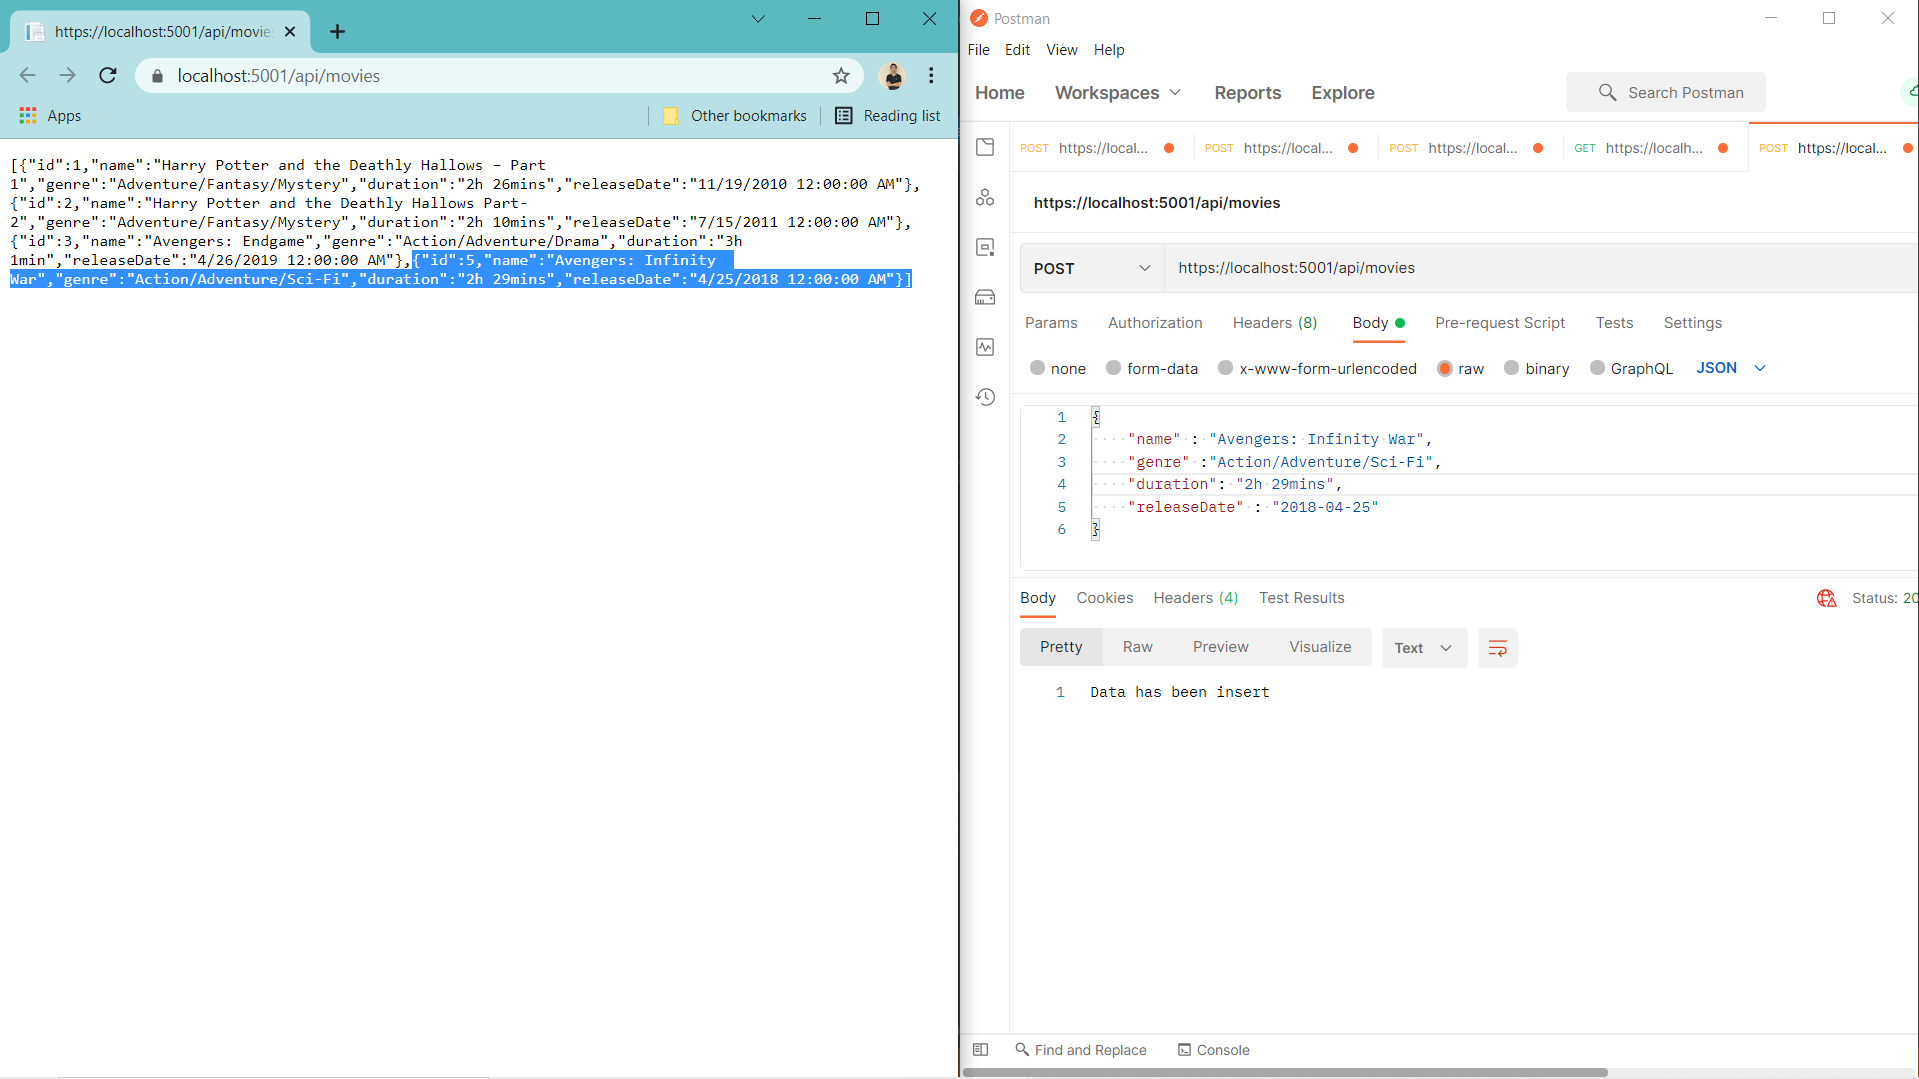 https://localhost:5001/api/movie
localhost:5001/api/movies
Apps
Other bookmarks
Reading list
[{"id":1,"name":"Harry Potter and the Deathly Hallows – Part
1","genre":"Adventure/Fantasy/Mystery","duration":"2h 26mins","releaseDate":"11/19/2010 12:00:00 AM"},
{"id":2,"name":"Harry Potter and the Deathly Hallows Part-
2","genre":"Adventure/Fantasy/Mystery","duration":"2h 10mins","releaseDate":"7/15/2011 12:00:00 AM"},
{"id":3,"name":"Avengers: Endgame","genre":"Action/Adventure/Drama","duration":"3h
1min","releaseDate":"4/26/2019 12:00:00 AM"},{"id":5,"name":"Avengers: Infinity
War","genre":"Action/Adventure/Sci-Fi","duration":"2h 29mins","releaseDate":"4/25/2018 12:00:00 AM"}]
Postman
File Edit View Help
Home Workspaces Reports Explore Search Postman
POST https://local... POST https://local... POST https://local... GET https://localh... POST https://local...
https://localhost:5001/api/movies
POST https://localhost:5001/api/movies
Params Authorization Headers (8) Body Pre-request Script Tests Settings
none form-data x-www-form-urlencoded raw binary GraphQL JSON
1 {
2 "name" : "Avengers: Infinity War",
3 "genre" :"Action/Adventure/Sci-Fi",
4 "duration": "2h 29mins",
5 "releaseDate" : "2018-04-25"
6 }
Body Cookies Headers (4) Test Results Status: 20
Pretty Raw Preview Visualize Text
1 Data has been insert
Find and Replace Console